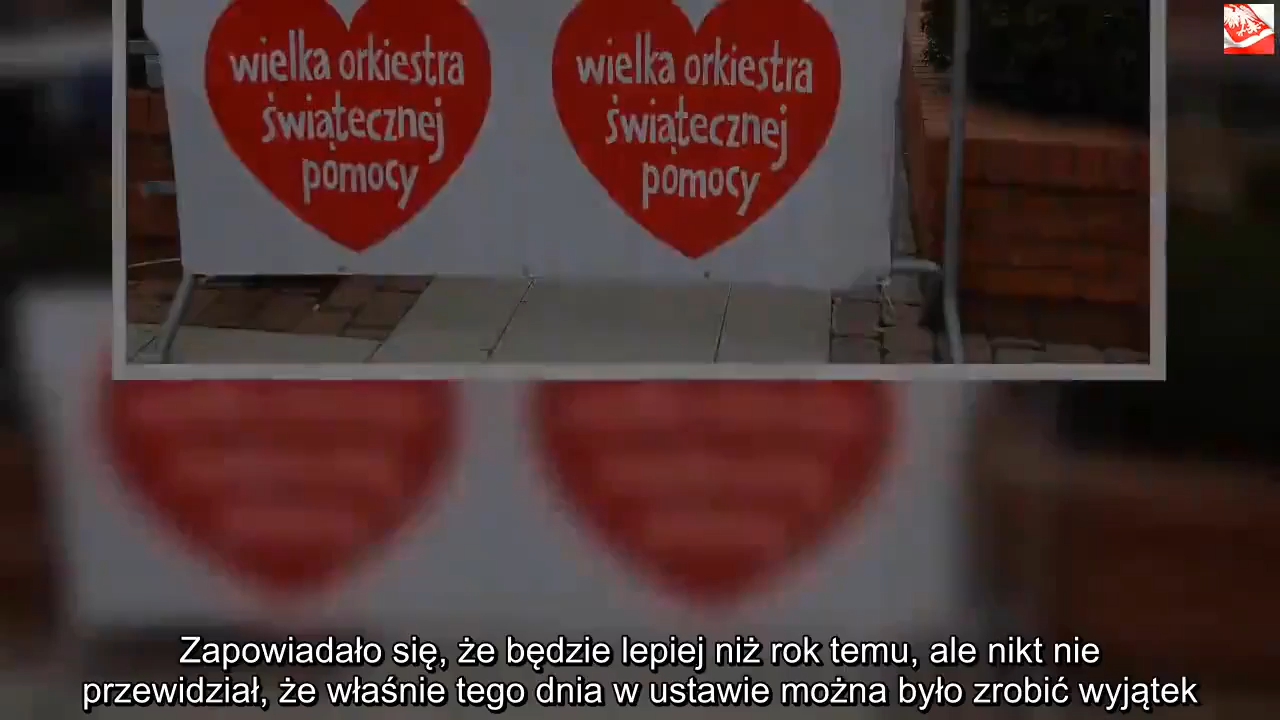 wielka orkiestra
świątecznej
pomocy
wielka orkiestra
świątecznej
pomocy
Zapowiadało się, że będzie lepiej niż rok temu, ale nikt nie
przewidział, że właśnie tego dnia w ustawie można było zrobić wyjątek